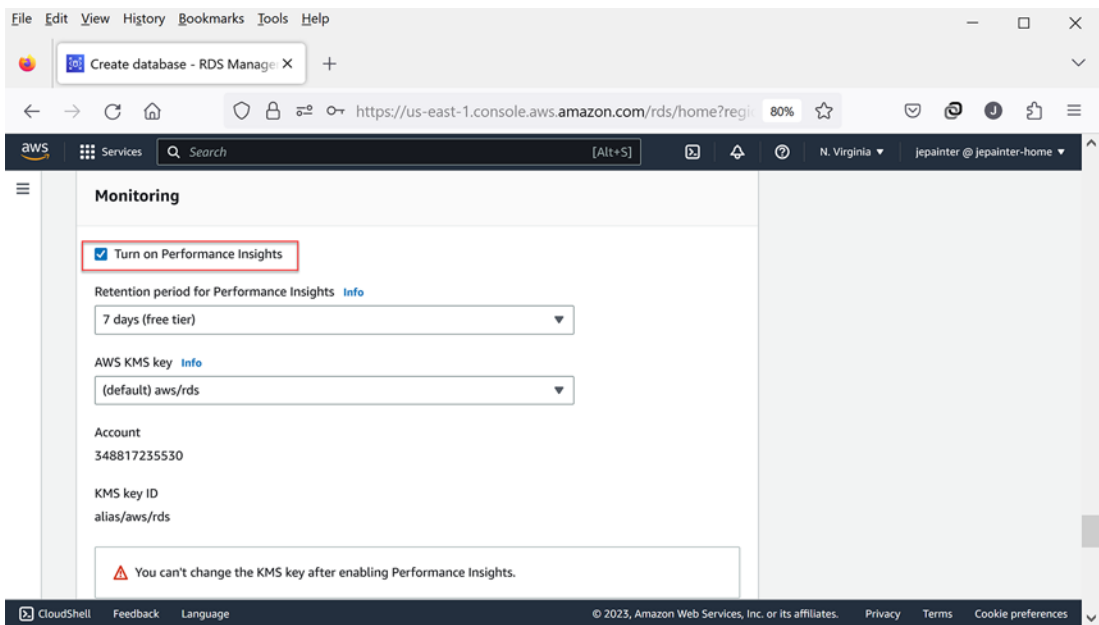 File Edit View History Bookmarks Tools Help
Create database - RDS Manage
https://us-east-1.console.aws.amazon.com/rds/home?regi 80%
J
aws Services Search [Alt+S] N. Virginia jepainter @ jepainter-home
Monitoring
Turn on Performance Insights
Retention period for Performance Insights Info
7 days (free tier)
AWS KMS key Info
(default) aws/rds
Account
348817235530
KMS key ID
alias/aws/rds
You can't change the KMS key after enabling Performance Insights.
CloudShell Feedback Language © 2023, Amazon Web Services, Inc. or its affiliates. Privacy Terms Cookie preferences